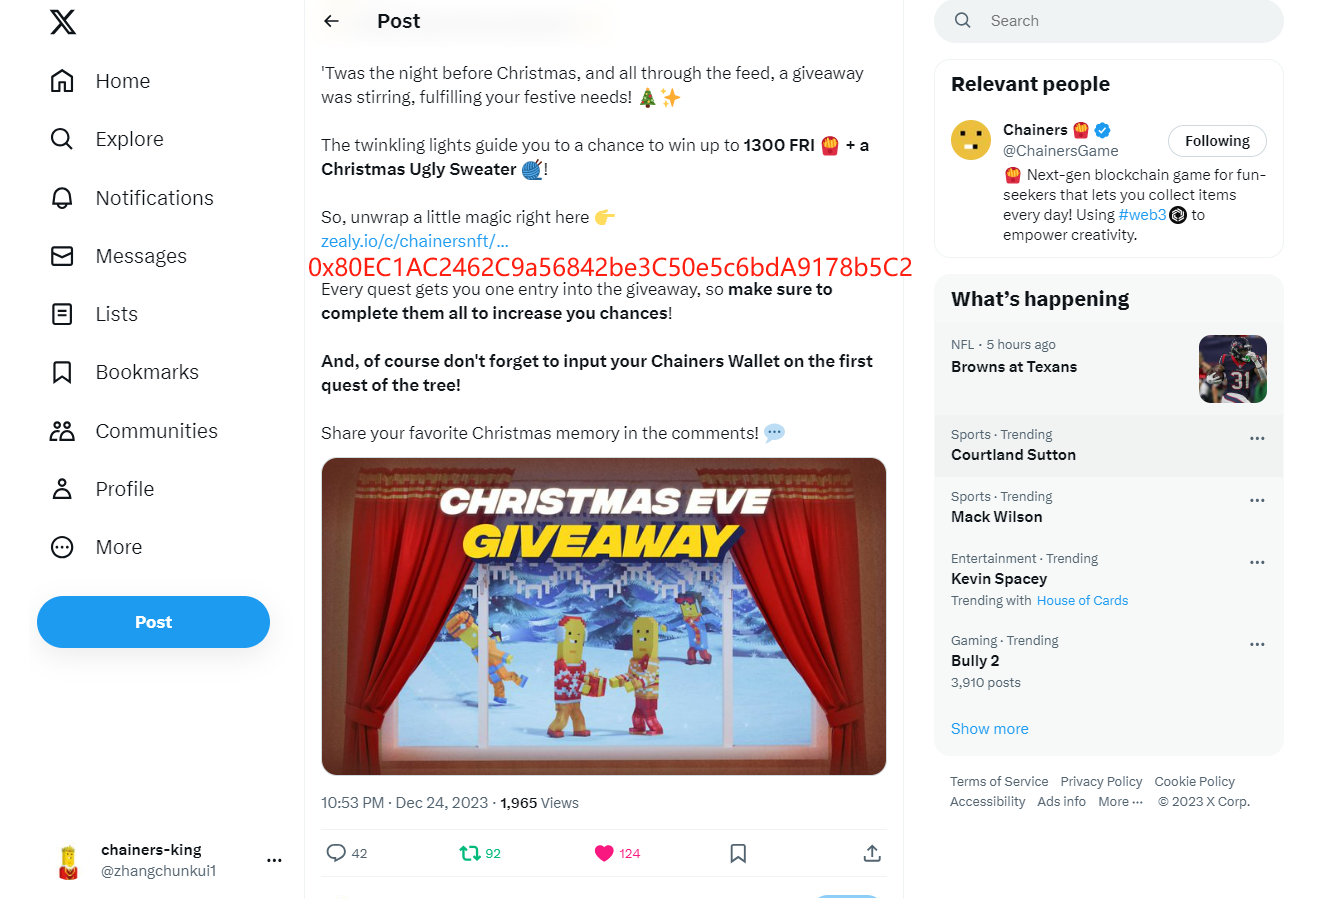 Home
Explore
Notifications
Messages
Lists
Bookmarks
Communities
Profile
More
Post
chainers-king
@zhangchunkui1
Post
'Twas the night before Christmas, and all through the feed, a giveaway
was stirring, fulfilling your festive needs! 🎄✨
The twinkling lights guide you to a chance to win up to 1300 FRI 🍟 + a
Christmas Ugly Sweater 🧶!
So, unwrap a little magic right here 👉
zealy.io/c/chainersnft/...
0x80EC1AC2462C9a56842be3C50e5c6bdA9178b5C2
Every quest gets you one entry into the giveaway, so make sure to
complete them all to increase you chances!
And, of course don't forget to input your Chainers Wallet on the first
quest of the tree!
Share your favorite Christmas memory in the comments! 💬
CHRISTMAS EVE
GIVEAWAY
10:53 PM · Dec 24, 2023 · 1,965 Views
42 92 124
Search
Relevant people
Chainers 🍟
@ChainersGame
Following
🍟 Next-gen blockchain game for fun-
seekers that lets you collect items
every day! Using #web3 to
empower creativity.
What's happening
NFL · 5 hours ago
Browns at Texans
31
Sports · Trending
Courtland Sutton
Sports · Trending
Mack Wilson
Entertainment · Trending
Kevin Spacey
Trending with House of Cards
Gaming · Trending
Bully 2
3,910 posts
Show more
Terms of Service Privacy Policy Cookie Policy
Accessibility Ads info More ··· © 2023 X Corp.